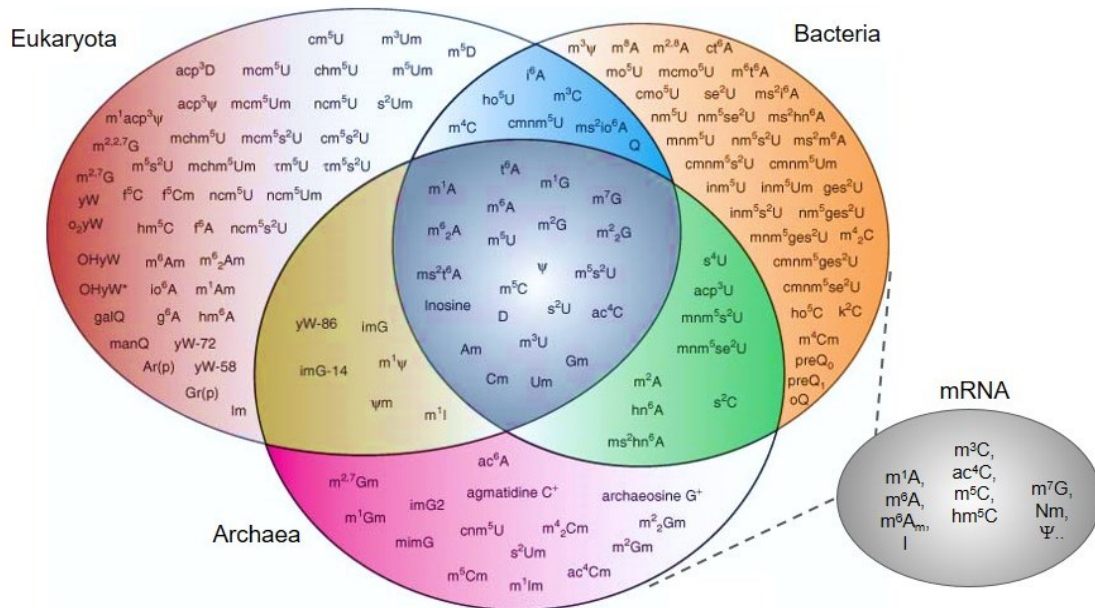 Eukaryota
cm⁵U m³Um m⁵D
acp³D mcm⁵U chm⁵U m⁵Um
acp³ψ mcm⁵Um ncm⁵U s²Um
m¹acp³ψ
mchm⁵U mcm⁵s²U cm⁵s²U
m²,²,⁷G
m⁵s²U mchm⁵Um τm⁵U τm⁵s²U
m²,⁷G
yW f⁵C f⁵Cm ncm⁵U ncm⁵Um
o₂yW hm⁵C f⁶A ncm⁵s²U
OHyW m⁶Am m⁶₂Am
OHyW* io⁶A m¹Am
galQ g⁶A hm⁶A
manQ yW-72
Ar(p) yW-58
Gr(p)
Im
i⁶A
ho⁵U m³C
m⁴C cmnm⁵U ms²io⁶A
Q
Bacteria
m³ψ m⁸A m²,⁸A ct⁶A
mo⁵U mcmo⁵U m⁶t⁶A
cmo⁵U se²U ms²i⁶A
nm⁵U nm⁵se²U ms²hn⁶A
mnm⁵U nm⁵s²U ms²m⁶A
cmnm⁵s²U cmnm⁵Um
inm⁵U inm⁵Um ges²U
inm⁵s²U nm⁵ges²U
mnm⁵ges²U m⁴₂C
cmnm⁵ges²U
cmnm⁵se²U
ho⁵C k²C
m⁴Cm
preQ₀
preQ₁
oQ
t⁶A
m¹A m¹G
m⁶A m⁷G
m⁶₂A m²G
m⁵U m²₂G
ms²t⁶A ψ m⁵s²U
m⁵C
Inosine s²U ac⁴C
D
Am m³U
Gm
Cm Um
s⁴U
acp³U
mnm⁵s²U
mnm⁵se²U
m²A
hn⁶A s²C
ms²hn⁶A
yW-86 imG
imG-14 m¹ψ
ψm m¹I
Archaea
ac⁶A
m²,⁷Gm
imG2 agmatidine C⁺ archaeosine G⁺
m¹Gm cnm⁵U m⁴₂Cm m²₂Gm
mimG s²Um m²Gm
m⁵Cm m¹Im ac⁴Cm
mRNA
m³C,
m¹A, ac⁴C, m⁷G,
m⁶A, m⁵C, Nm,
m⁶Aₘ, hm⁵C Ψ..
I